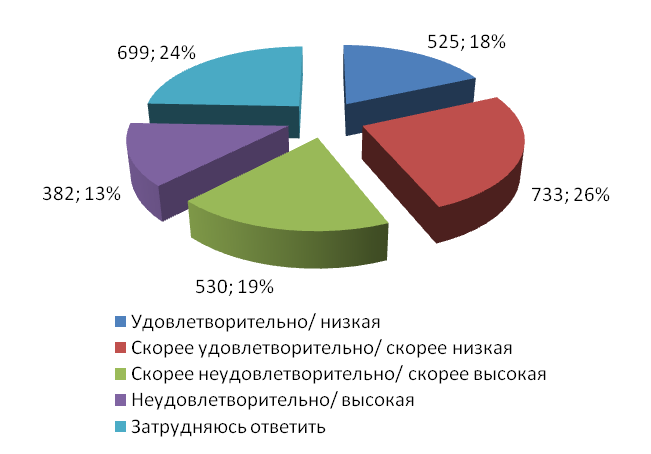 525; 18%
699; 24%
382; 13%
733; 26%
530; 19%
Удовлетворительно/ низкая
Скорее удовлетворительно/ скорее низкая
Скорее неудовлетворительно/ скорее высокая
Неудовлетворительно/ высокая
Затрудняюсь ответить